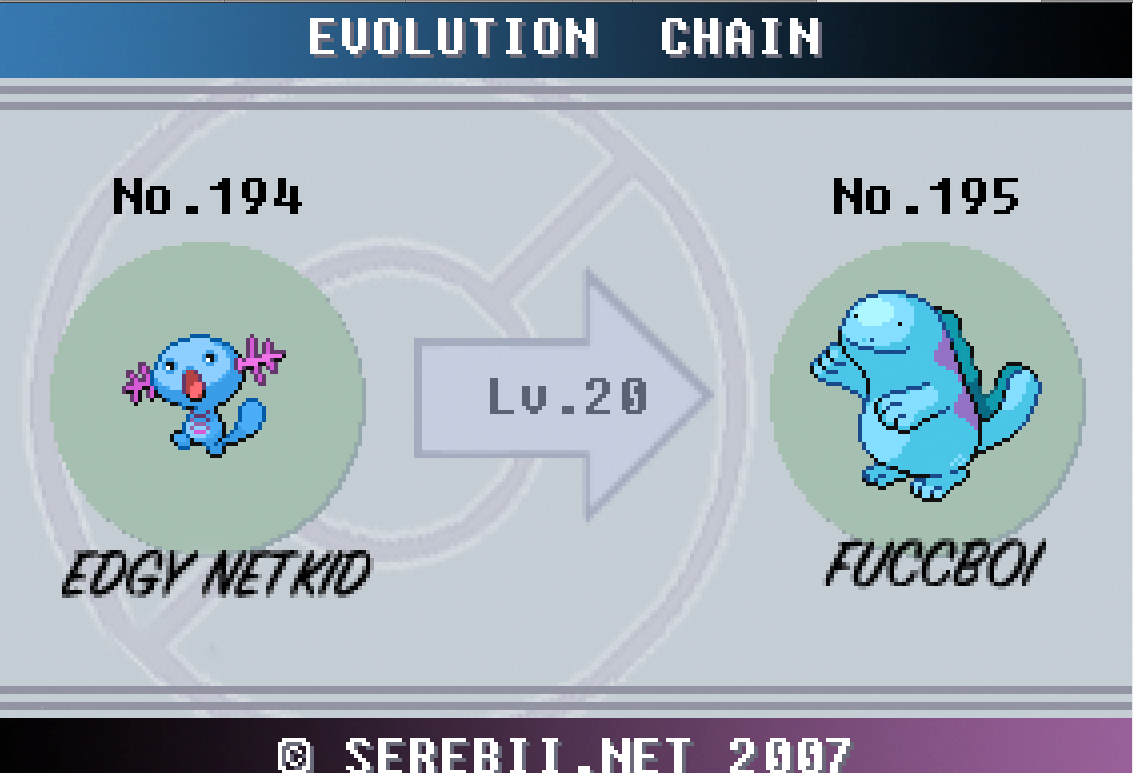 EVOLUTION CHAIN
No.194
No.195
Lv.20
EDGY NETKID
FUCCBOI
© SEREBII.NET 2007